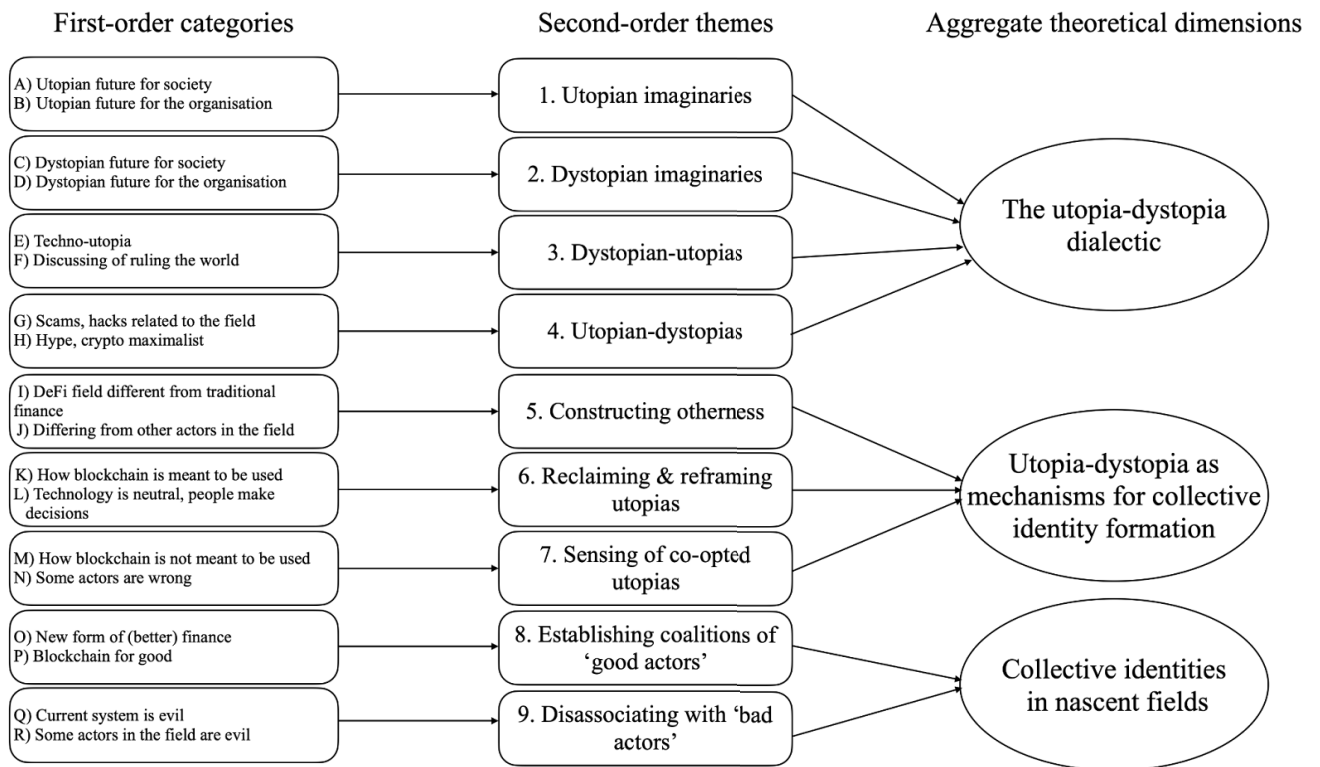 First-order categories
Second-order themes
Aggregate theoretical dimensions
A) Utopian future for society
B) Utopian future for the organisation
1. Utopian imaginaries
C) Dystopian future for society
D) Dystopian future for the organisation
2. Dystopian imaginaries
E) Techno-utopia
F) Discussing of ruling the world
3. Dystopian-utopias
G) Scams, hacks related to the field
H) Hype, crypto maximalist
4. Utopian-dystopias
The utopia-dystopia
dialectic
I) DeFi field different from traditional
finance
J) Differing from other actors in the field
5. Constructing otherness
K) How blockchain is meant to be used
L) Technology is neutral, people make
decisions
6. Reclaiming & reframing
utopias
M) How blockchain is not meant to be used
N) Some actors are wrong
7. Sensing of co-opted
utopias
Utopia-dystopia as
mechanisms for collective
identity formation
O) New form of (better) finance
P) Blockchain for good
8. Establishing coalitions of
‘good actors’
Q) Current system is evil
R) Some actors in the field are evil
9. Disassociating with ‘bad
actors’
Collective identities
in nascent fields